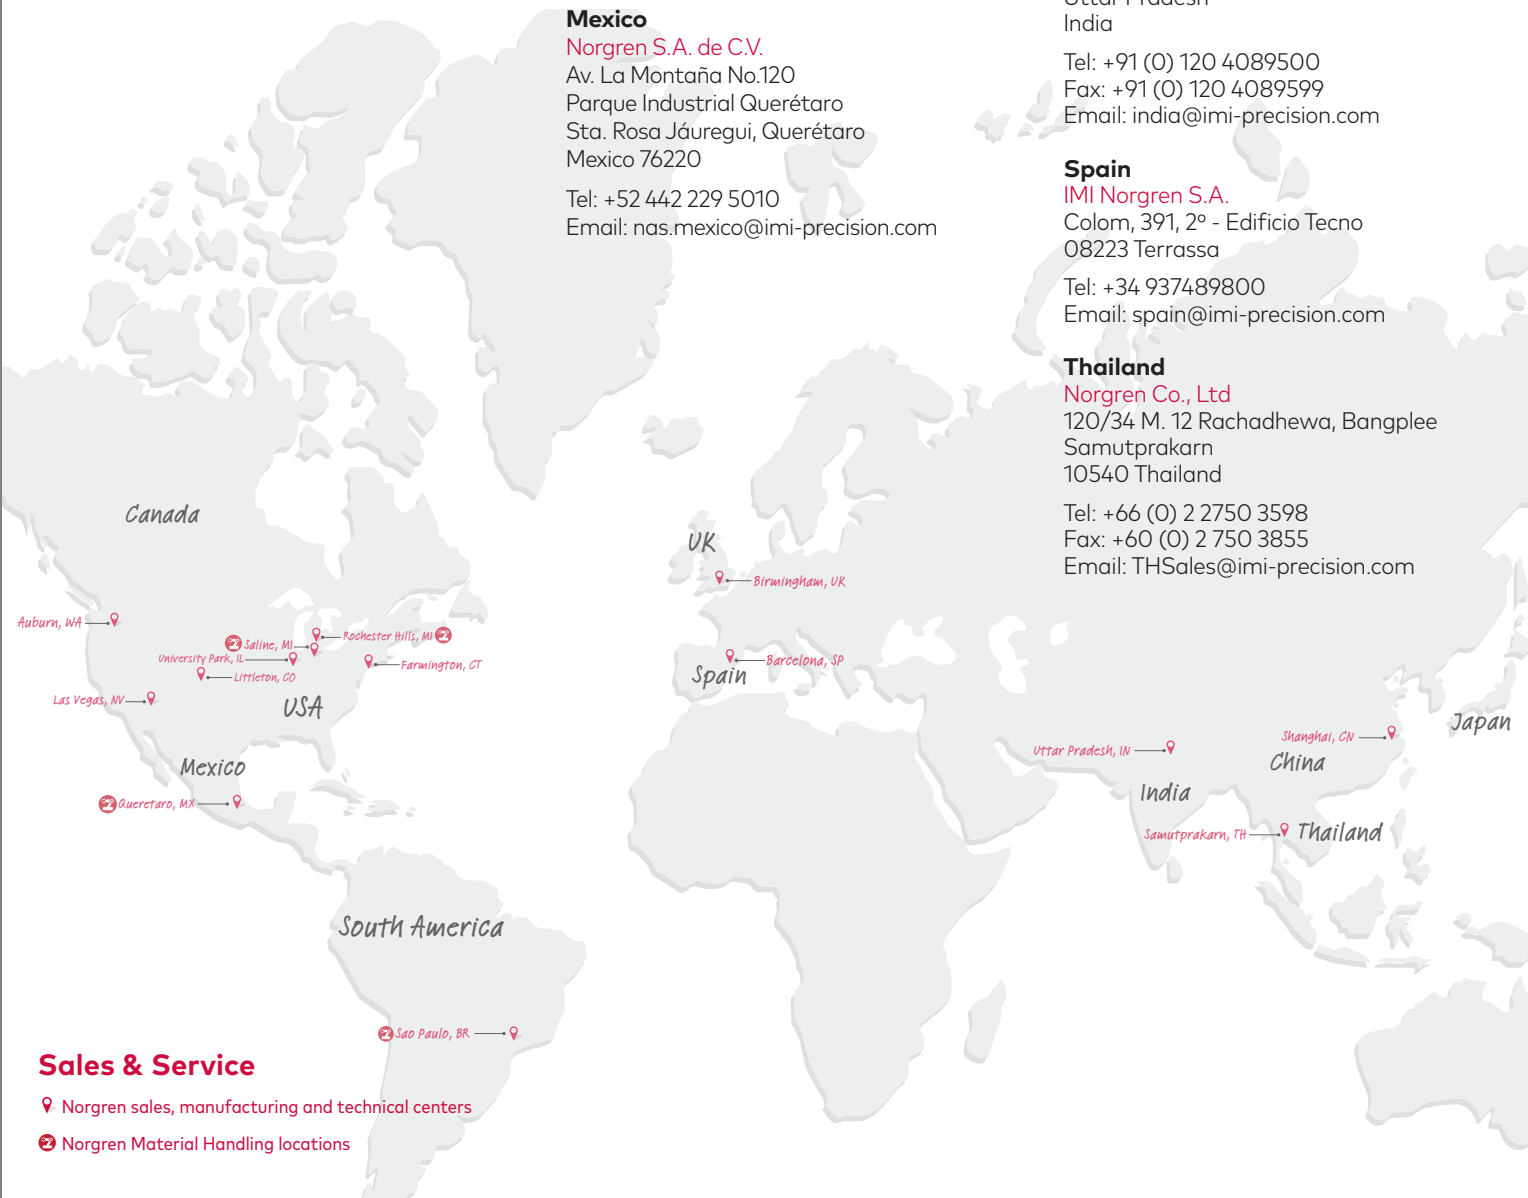 Mexico
Norgren S.A. de C.V.
Av. La Montaña No.120
Parque Industrial Querétaro
Sta. Rosa Jáuregui, Querétaro
Mexico 76220
Tel: +52 442 229 5010
Email: nas.mexico@imi-precision.com
Uttar Pradesh
India
Tel: +91 (0) 120 4089500
Fax: +91 (0) 120 4089599
Email: india@imi-precision.com
Spain
IMI Norgren S.A.
Colom, 391, 2º - Edificio Tecno
08223 Terrassa
Tel: +34 937489800
Email: spain@imi-precision.com
Thailand
Norgren Co., Ltd
120/34 M. 12 Rachadhewa, Bangplee
Samutprakarn
10540 Thailand
Tel: +66 (0) 2 2750 3598
Fax: +60 (0) 2 750 3855
Email: THSales@imi-precision.com
Canada
UK
Birmingham, UK
Auburn, WA
Saline, MI
Rochester Hills, MI
University Park, IL
Farmington, CT
Littleton, CO
Las Vegas, NV
USA
Barcelona, SP
Spain
Mexico
Queretaro, MX
Uttar Pradesh, IN
India
Shanghai, CN
China
Japan
Samutprakarn, TH
Thailand
South America
Sao Paulo, BR
Sales & Service
Norgren sales, manufacturing and technical centers
Norgren Material Handling locations